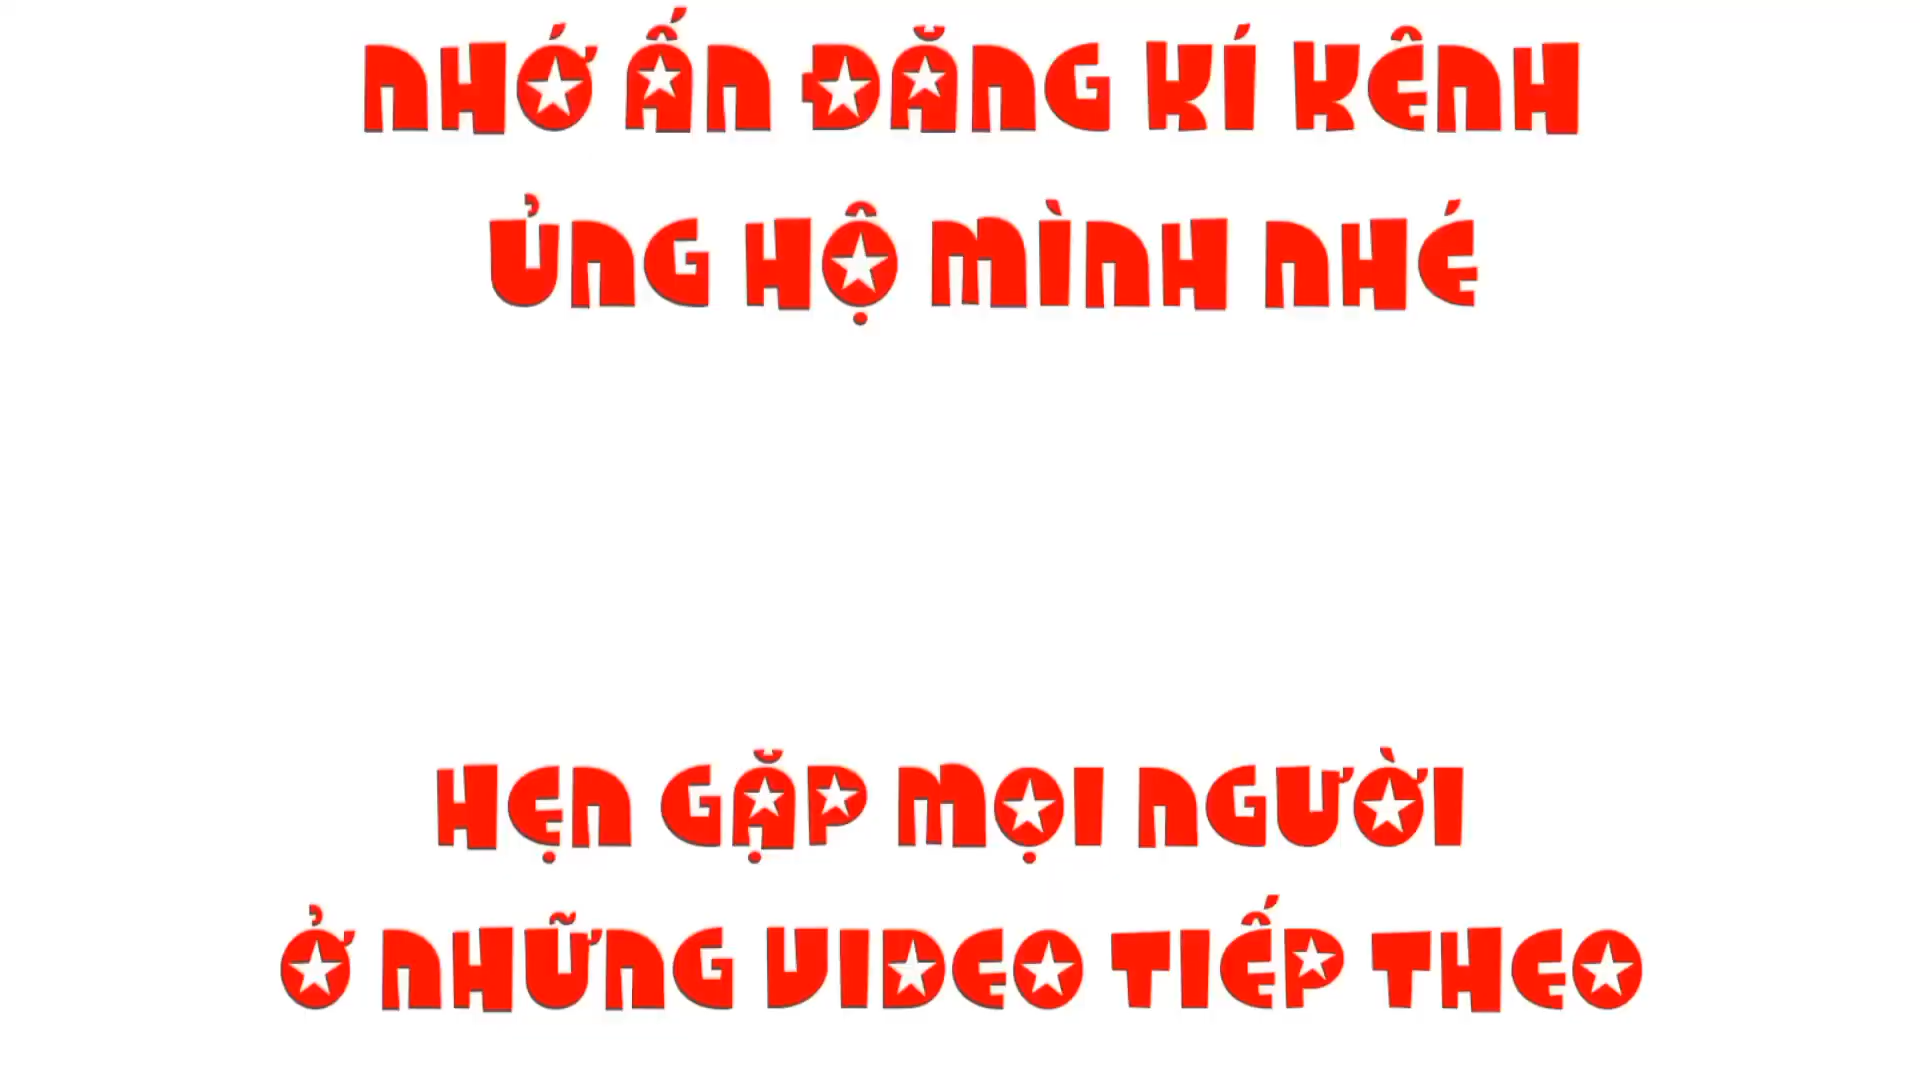 NHỚ ẤN ĐĂNG KÍ KÊNH
ỦNG HỘ MÌNH NHÉ
HẸN GẶP MỌI NGƯỜI
Ở NHỮNG VIDEO TIẾP THEO